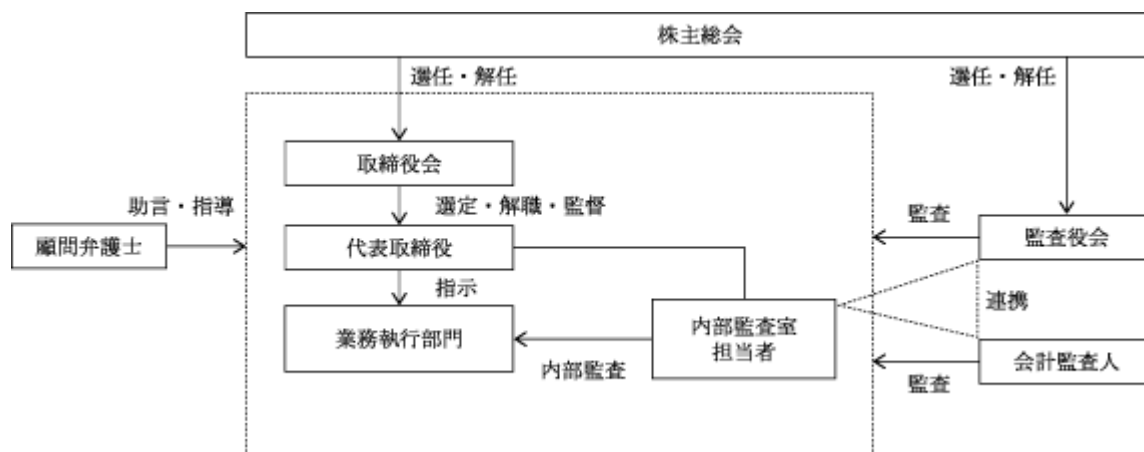 株主総会
選任・解任
選任・解任
取締役会
助言・指導
選定・解職・監督
監査
顧問弁護士
代表取締役
監査役会
指示
連携
業務執行部門
内部監査室
担当者
内部監査
会計監査人
監査